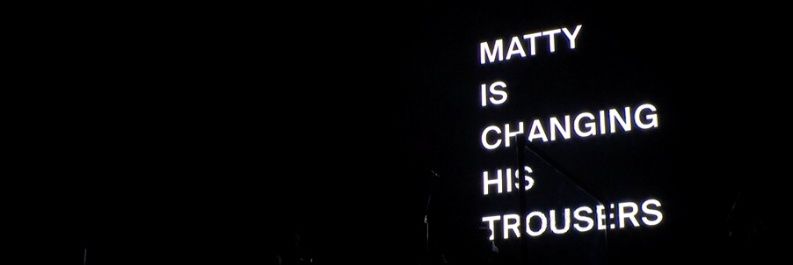 MATTY
IS
CHANGING
HIS
TROUSERS